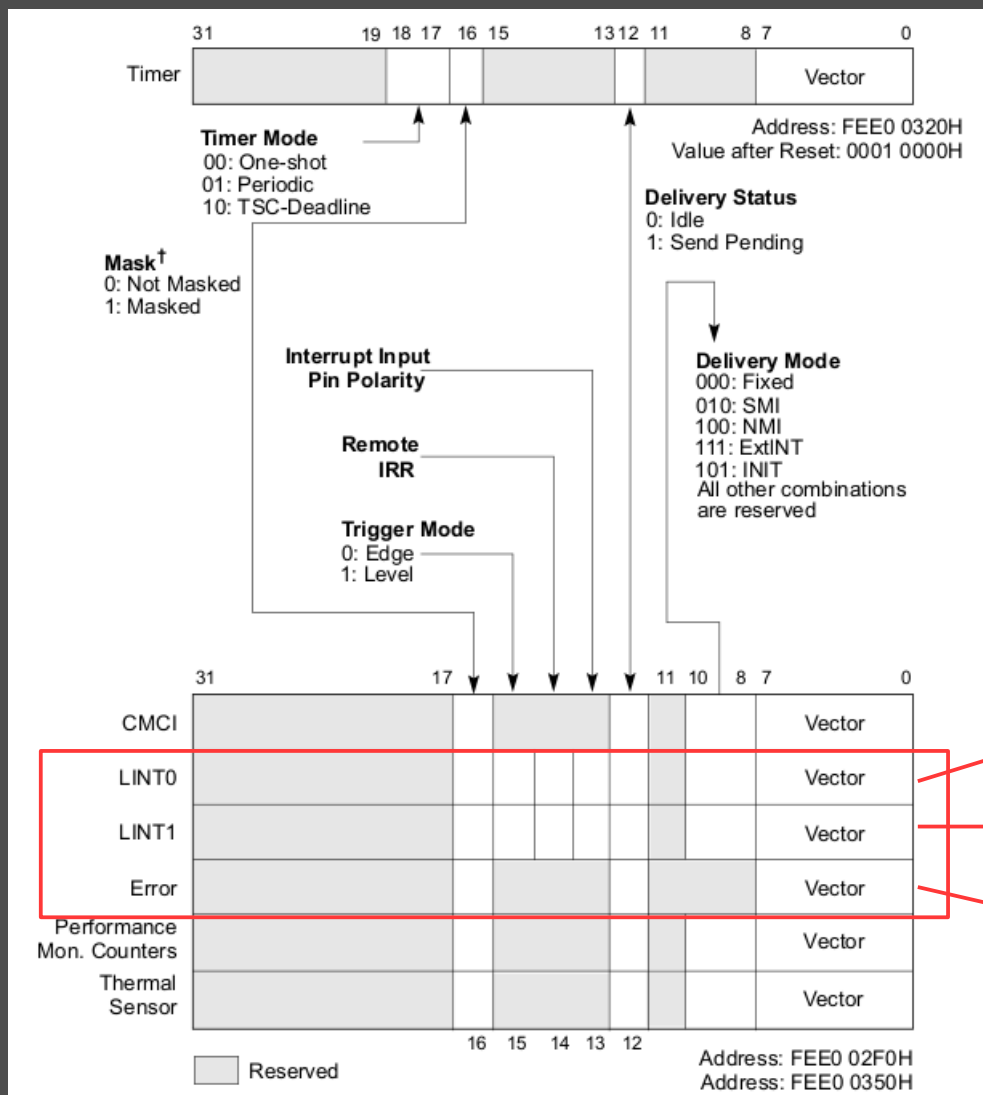 31 19 18 17 16 15 13 12 11 8 7 0
Timer Vector
Address: FEE0 0320H
Value after Reset: 0001 0000H
Timer Mode
00: One-shot
01: Periodic
10: TSC-Deadline
Delivery Status
0: Idle
1: Send Pending
Mask†
0: Not Masked
1: Masked
Interrupt Input
Pin Polarity
Delivery Mode
000: Fixed
010: SMI
100: NMI
111: ExtINT
101: INIT
All other combinations
are reserved
Remote
IRR
Trigger Mode
0: Edge
1: Level
31 17 11 10 8 7 0
CMCI Vector
LINT0 Vector
LINT1 Vector
Error Vector
Performance
Mon. Counters Vector
Thermal
Sensor Vector
16 15 14 13 12
Reserved
Address: FEE0 02F0H
Address: FEE0 0350H